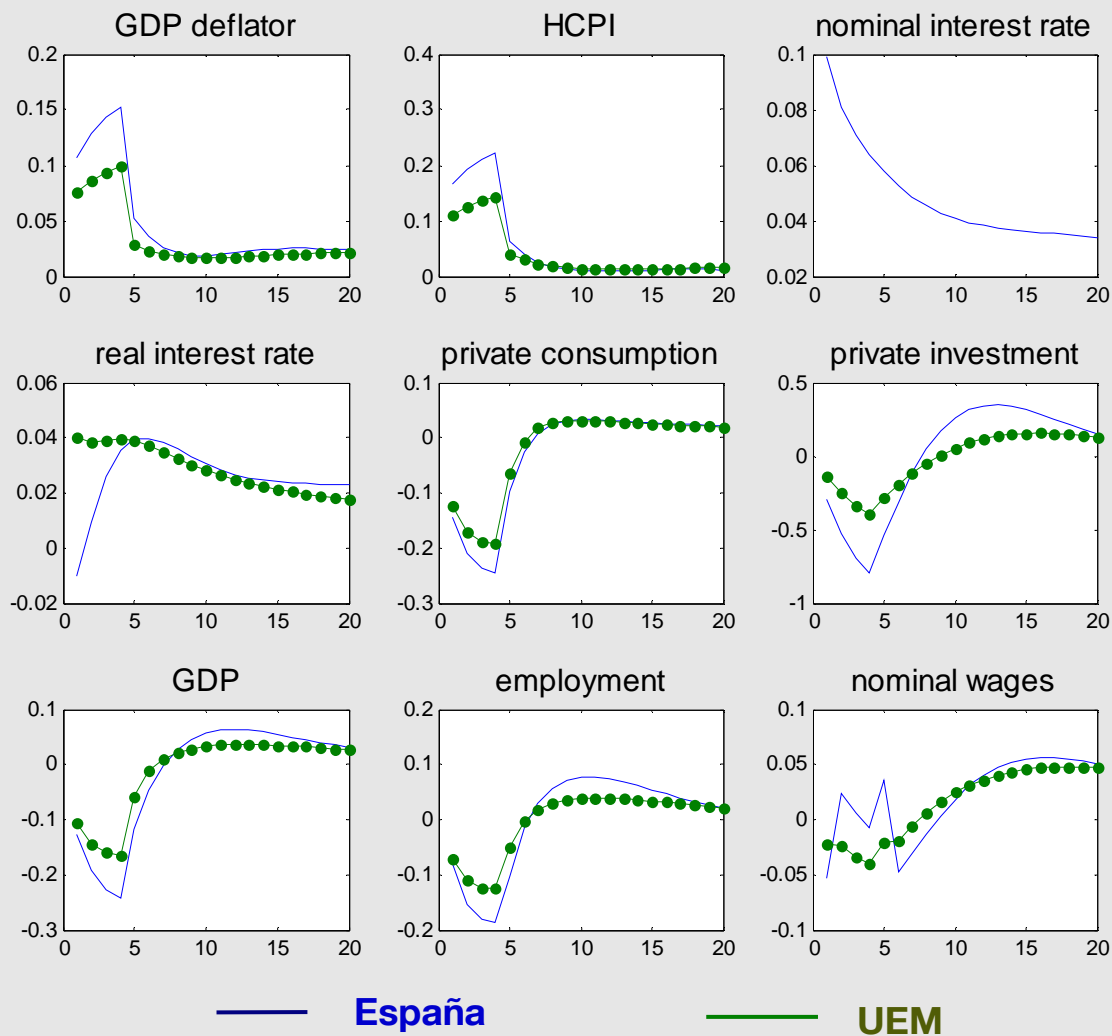 GDP deflator HCPI nominal interest rate
0.2 0.4 0.1
0.15 0.3 0.08
0.1 0.2 0.06
0.05 0.1 0.04
0 0 0.02
0 5 10 15 20 0 5 10 15 20 0 5 10 15 20
real interest rate private consumption private investment
0.06 0.1 0.5
0.04 0 0
0.02 -0.1
0 -0.2 -0.5
-0.02 -0.3 -1
0 5 10 15 20 0 5 10 15 20 0 5 10 15 20
GDP employment nominal wages
0.1 0.2 0.1
0 0.1 0.05
-0.1 0 0
-0.2 -0.1 -0.05
-0.3 -0.2 -0.1
0 5 10 15 20 0 5 10 15 20 0 5 10 15 20
España UEM